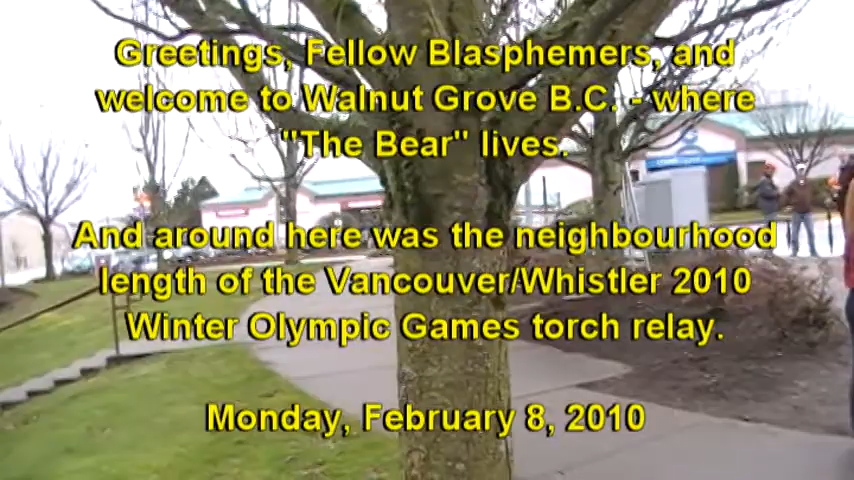 Greetings, Fellow Blasphemers, and
welcome to Walnut Grove B.C. - where
"The Bear" lives.
And around here was the neighbourhood
length of the Vancouver/Whistler 2010
Winter Olympic Games torch relay.
Monday, February 8, 2010